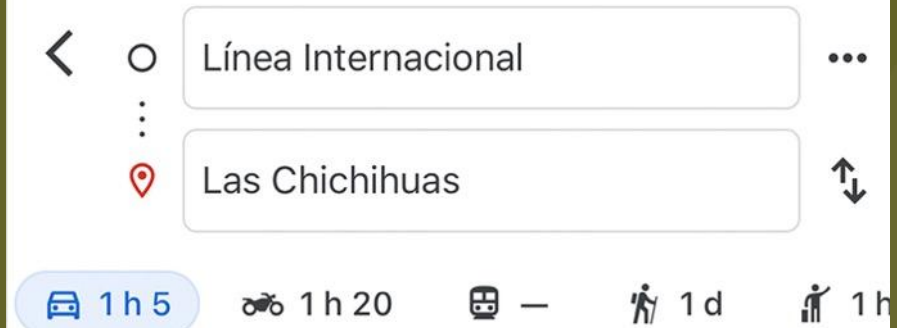 Línea Internacional
Las Chichihuas
1 h 5 1 h 20 — 1 d 1 h